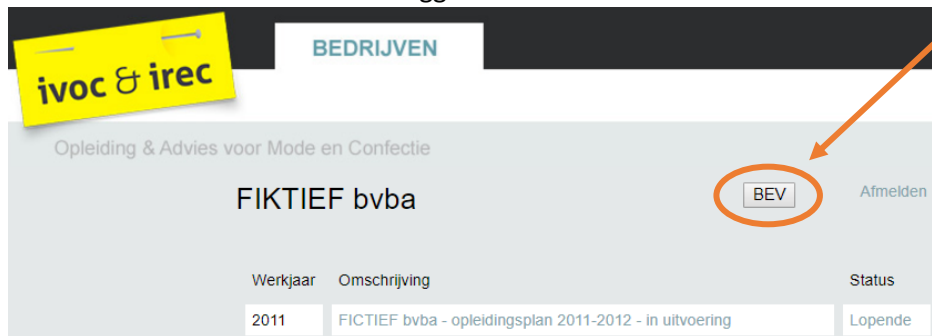 BEDRIJVEN
ivoc & irec
Opleiding & Advies voor Mode en Confectie
FIKTIEF bvba BEV Afmelden
Werkjaar Omschrijving Status
2011 FICTIEF bvba - opleidingsplan 2011-2012 - in uitvoering Lopende